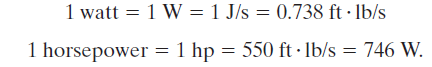 1 watt = 1 W = 1 J/s = 0.738 ft · lb/s
1 horsepower = 1 hp = 550 ft · lb/s = 746 W.